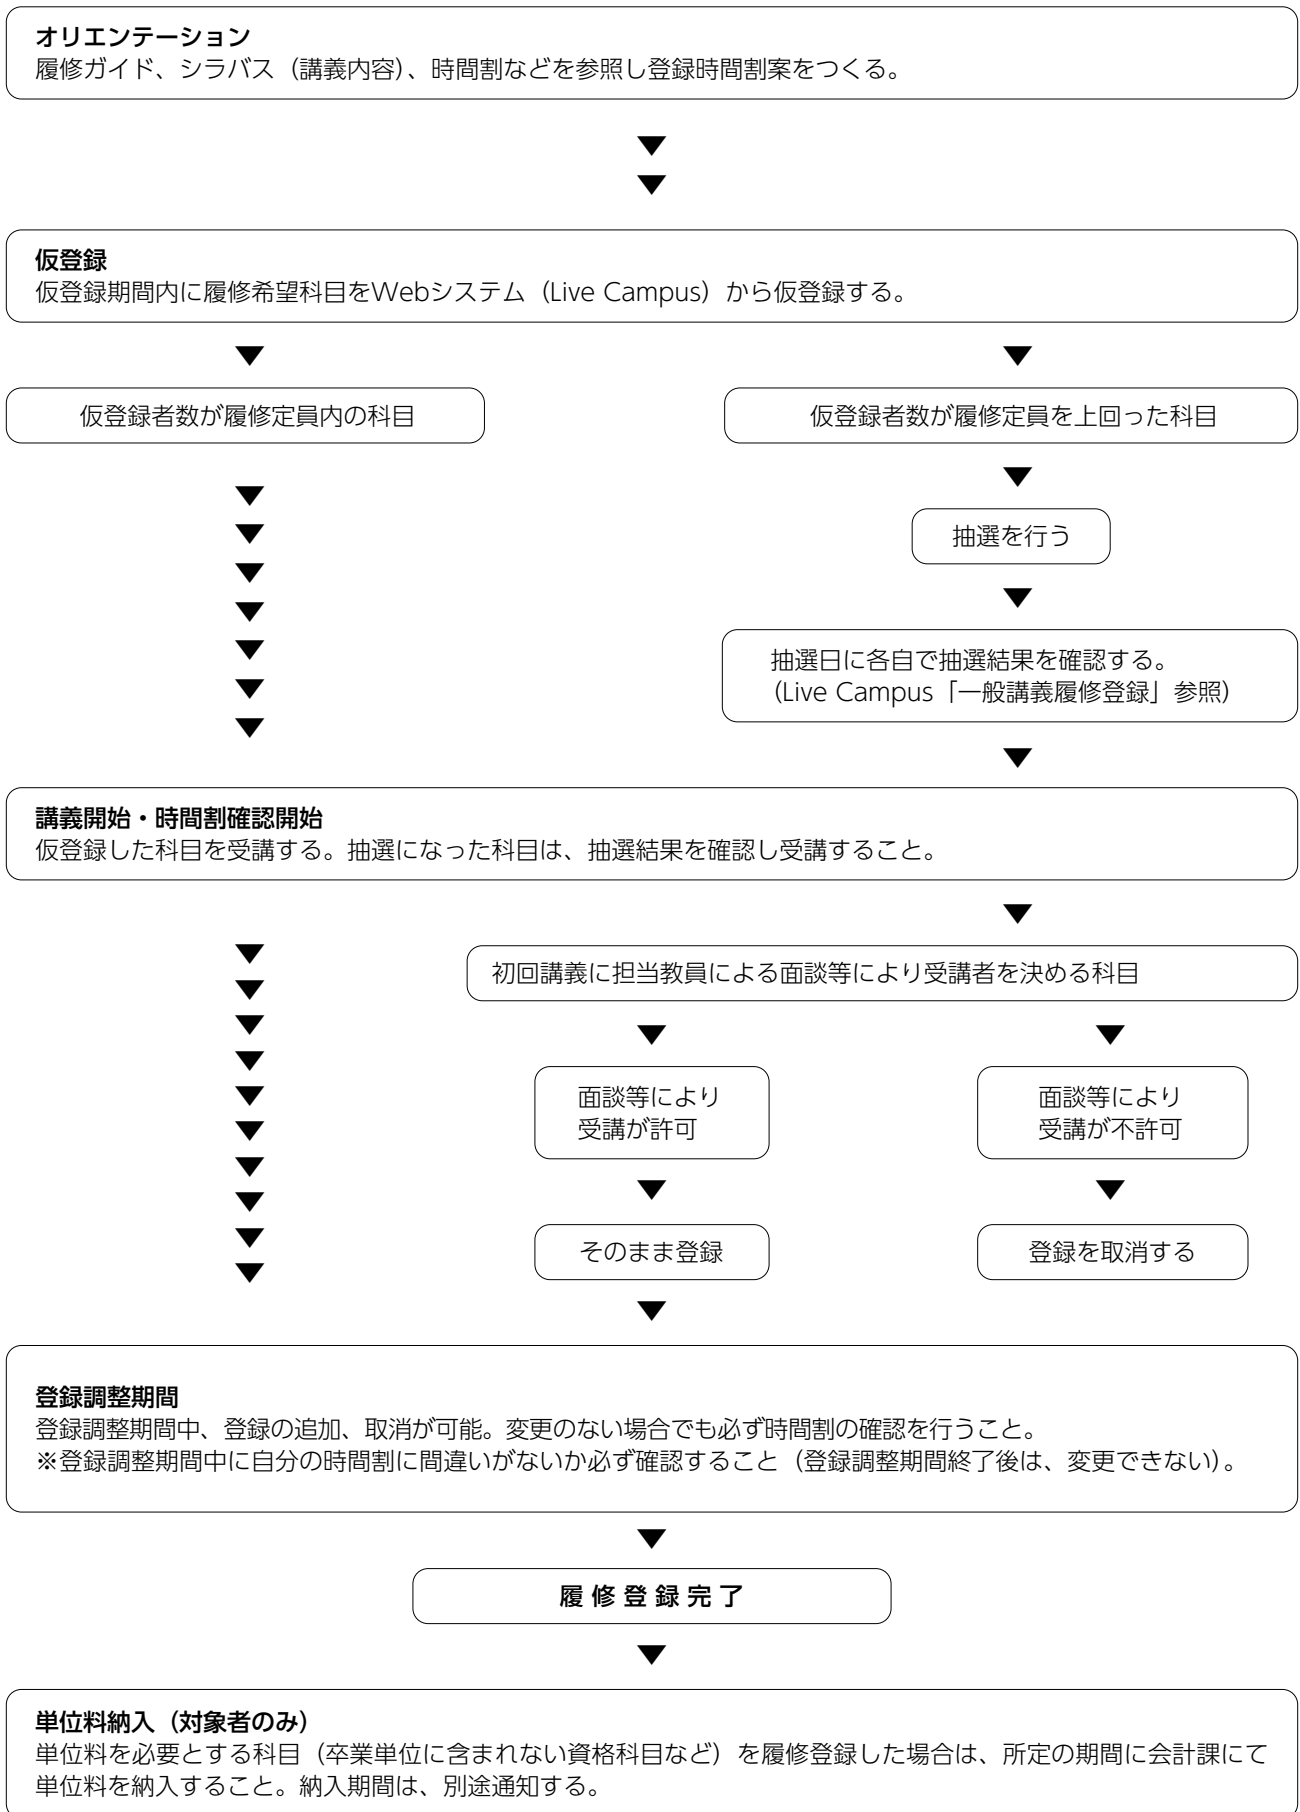 オリエンテーション
履修ガイド、シラバス（講義内容）、時間割などを参照し登録時間割案をつくる。
仮登録
仮登録期間内に履修希望科目をWebシステム（Live Campus）から仮登録する。
仮登録者数が履修定員内の科目
仮登録者数が履修定員を上回った科目
抽選を行う
抽選日に各自で抽選結果を確認する。
（Live Campus「一般講義履修登録」参照）
講義開始・時間割確認開始
仮登録した科目を受講する。抽選になった科目は、抽選結果を確認し受講すること。
初回講義に担当教員による面談等により受講者を決める科目
面談等により
受講が許可
面談等により
受講が不許可
そのまま登録
登録を取消する
登録調整期間
登録調整期間中、登録の追加、取消が可能。変更のない場合でも必ず時間割の確認を行うこと。
※登録調整期間中に自分の時間割に間違いがないか必ず確認すること（登録調整期間終了後は、変更できない）。
履修登録完了
単位料納入（対象者のみ）
単位料を必要とする科目（卒業単位に含まれない資格科目など）を履修登録した場合は、所定の期間に会計課にて
単位料を納入すること。納入期間は、別途通知する。